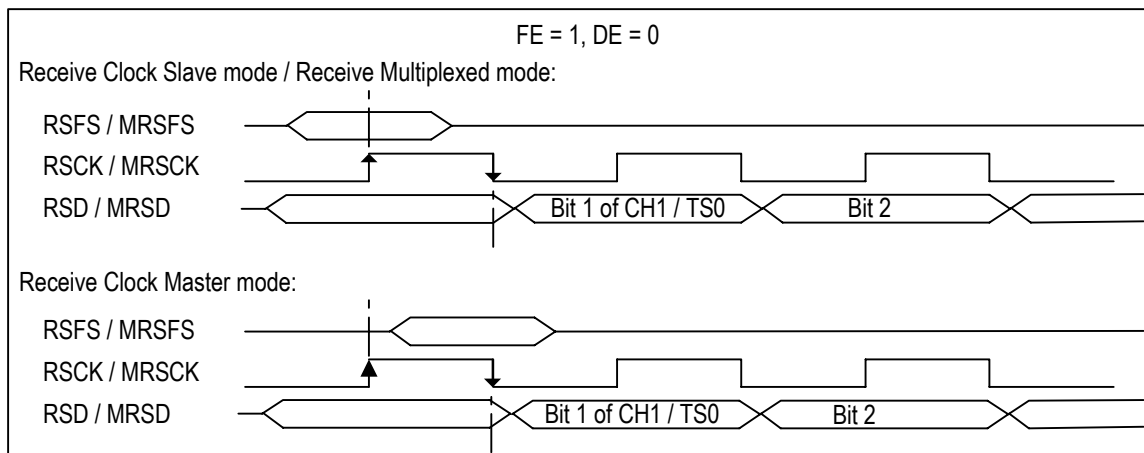 FE = 1, DE = 0
Receive Clock Slave mode / Receive Multiplexed mode:
RSFS / MRSFS
RSCK / MRSCK
RSD / MRSD
Bit 1 of CH1 / TS0
Bit 2
Receive Clock Master mode:
RSFS / MRSFS
RSCK / MRSCK
RSD / MRSD
Bit 1 of CH1 / TS0
Bit 2